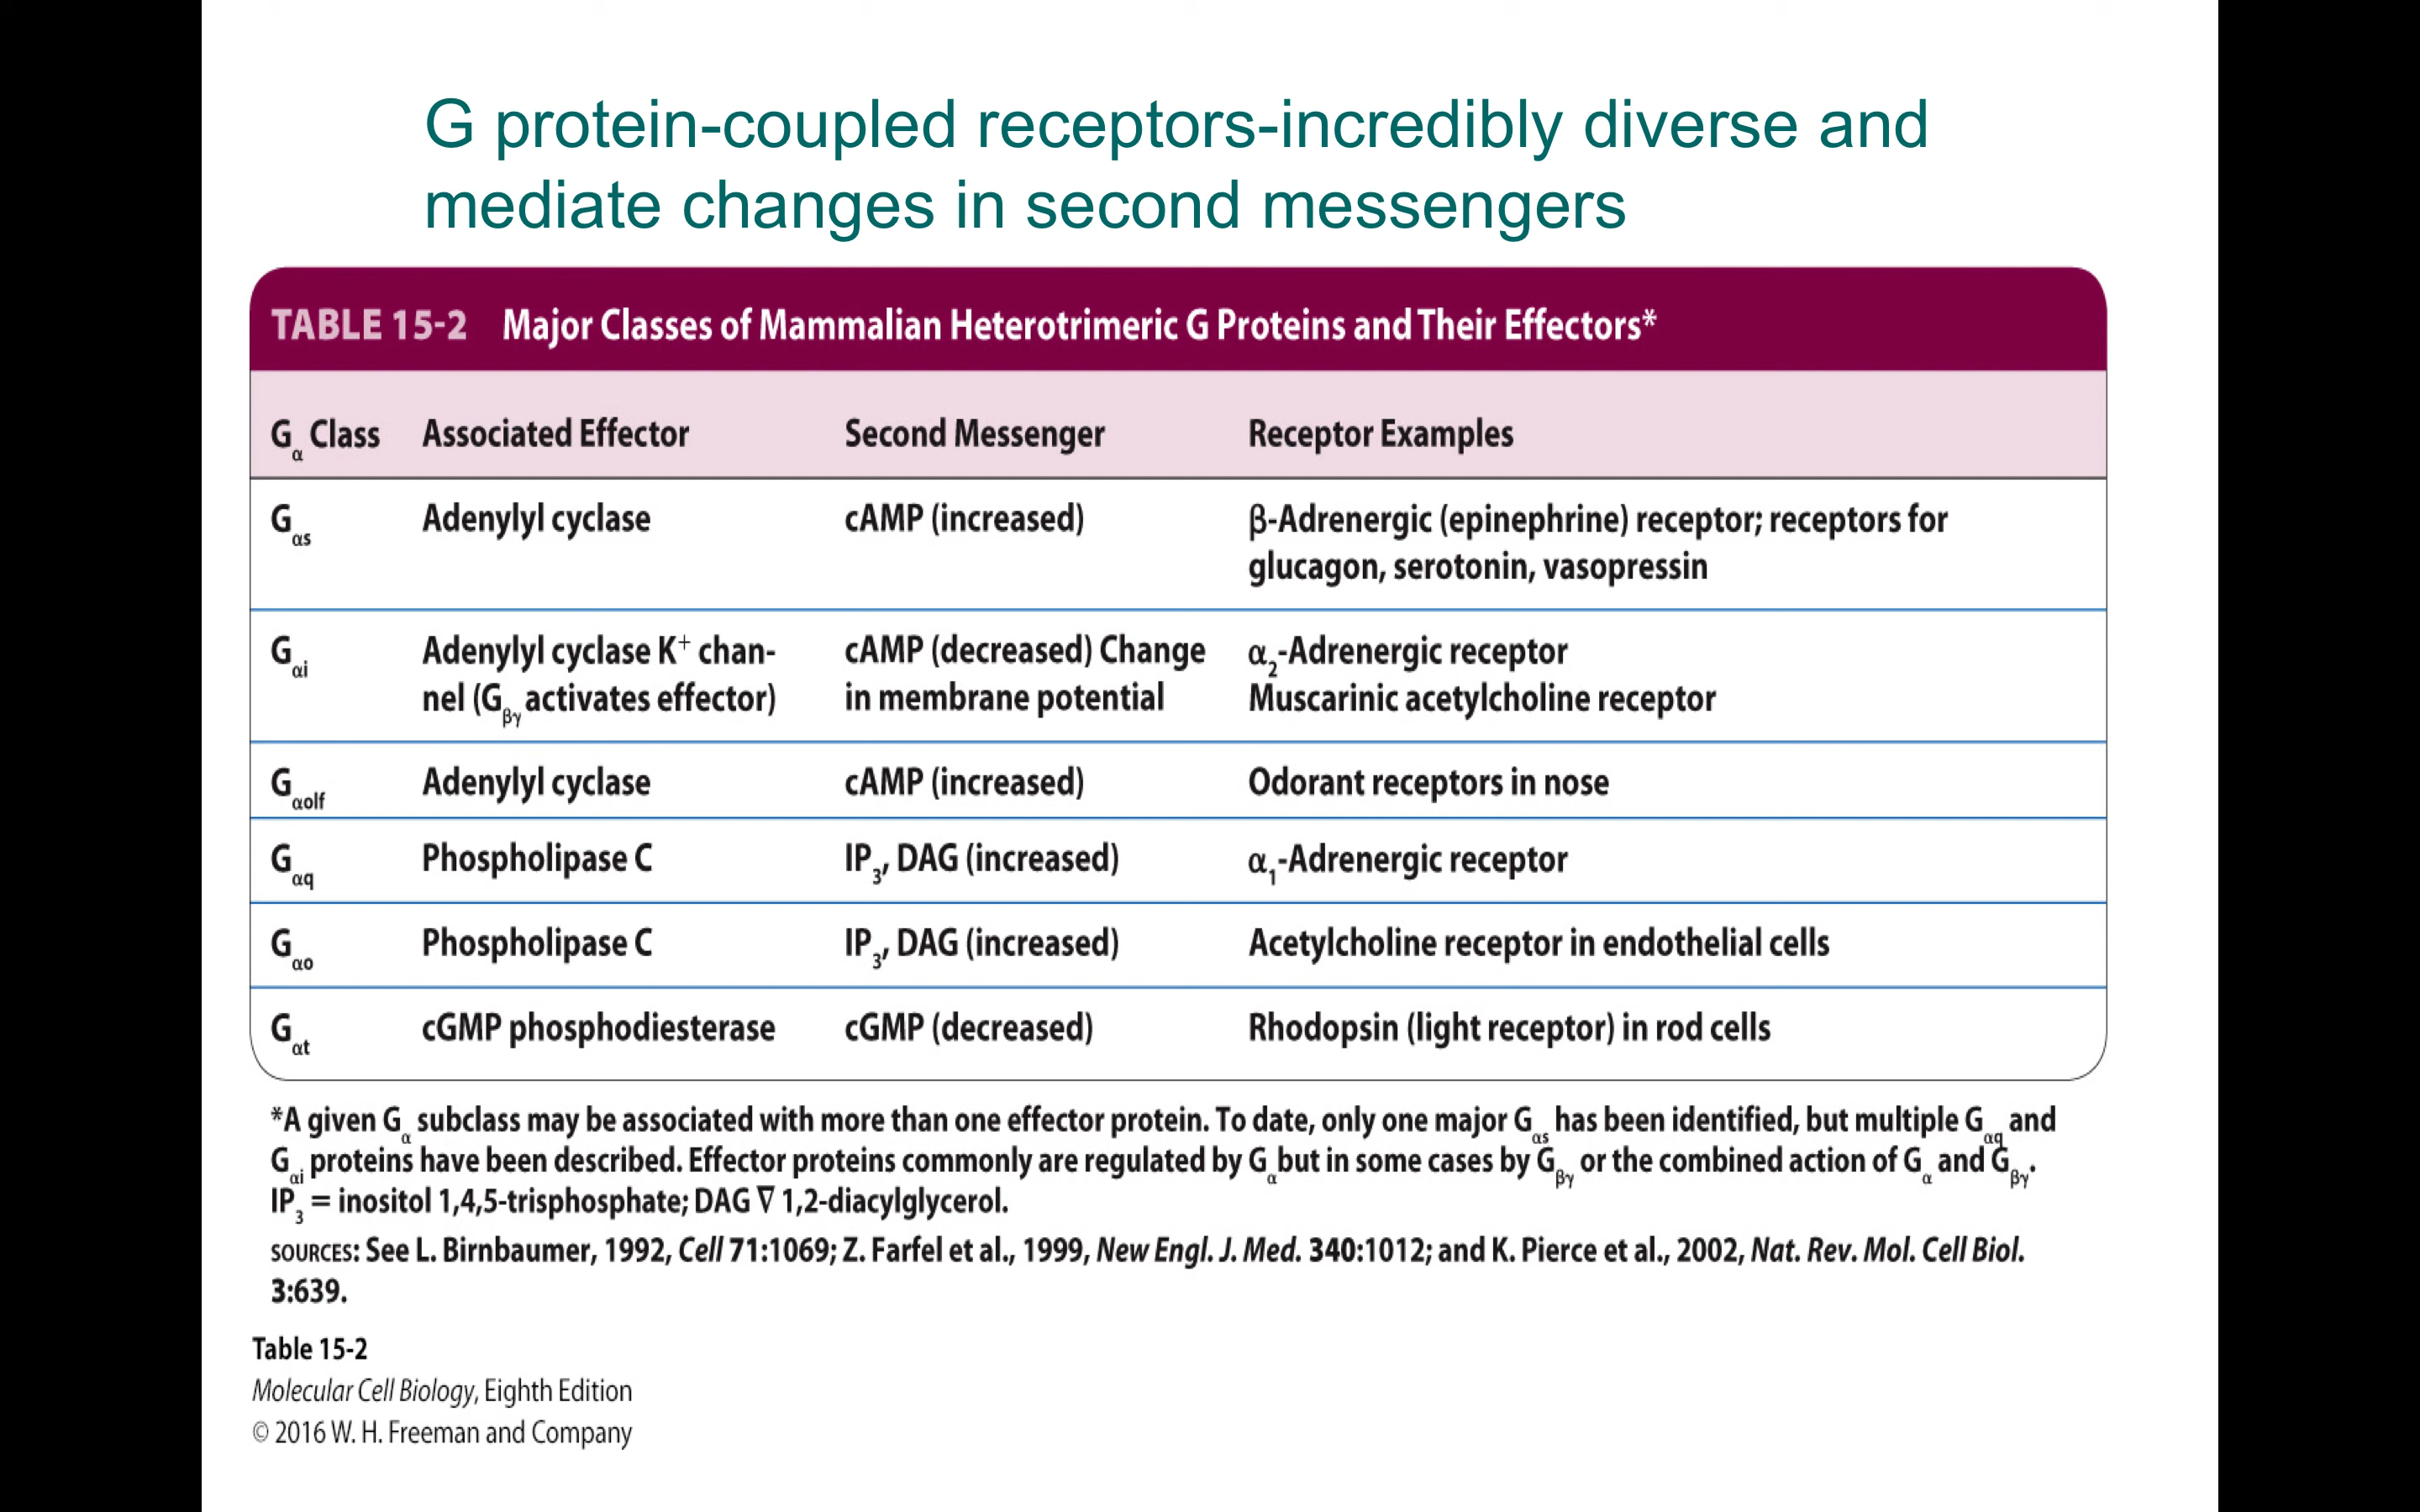 G protein-coupled receptors-incredibly diverse and
mediate changes in second messengers
TABLE 15-2 Major Classes of Mammalian Heterotrimeric G Proteins and Their Effectors*
Gα Class Associated Effector Second Messenger Receptor Examples
Gαs Adenylyl cyclase cAMP (increased) β-Adrenergic (epinephrine) receptor; receptors for
glucagon, serotonin, vasopressin
Gαi Adenylyl cyclase K⁺ chan- cAMP (decreased) Change α₂-Adrenergic receptor
nel (Gβγ activates effector) in membrane potential Muscarinic acetylcholine receptor
Gαolf Adenylyl cyclase cAMP (increased) Odorant receptors in nose
Gαq Phospholipase C IP₃, DAG (increased) α₁-Adrenergic receptor
Gαo Phospholipase C IP₃, DAG (increased) Acetylcholine receptor in endothelial cells
Gαt cGMP phosphodiesterase cGMP (decreased) Rhodopsin (light receptor) in rod cells
*A given Gα subclass may be associated with more than one effector protein. To date, only one major Gαs has been identified, but multiple Gαq and
Gαi proteins have been described. Effector proteins commonly are regulated by Gα but in some cases by Gβγ or the combined action of Gα and Gβγ.
IP₃ = inositol 1,4,5-trisphosphate; DAG ∇ 1,2-diacylglycerol.
SOURCES: See L. Birnbaumer, 1992, Cell 71:1069; Z. Farfel et al., 1999, New Engl. J. Med. 340:1012; and K. Pierce et al., 2002, Nat. Rev. Mol. Cell Biol.
3:639.
Table 15-2
Molecular Cell Biology, Eighth Edition
© 2016 W. H. Freeman and Company